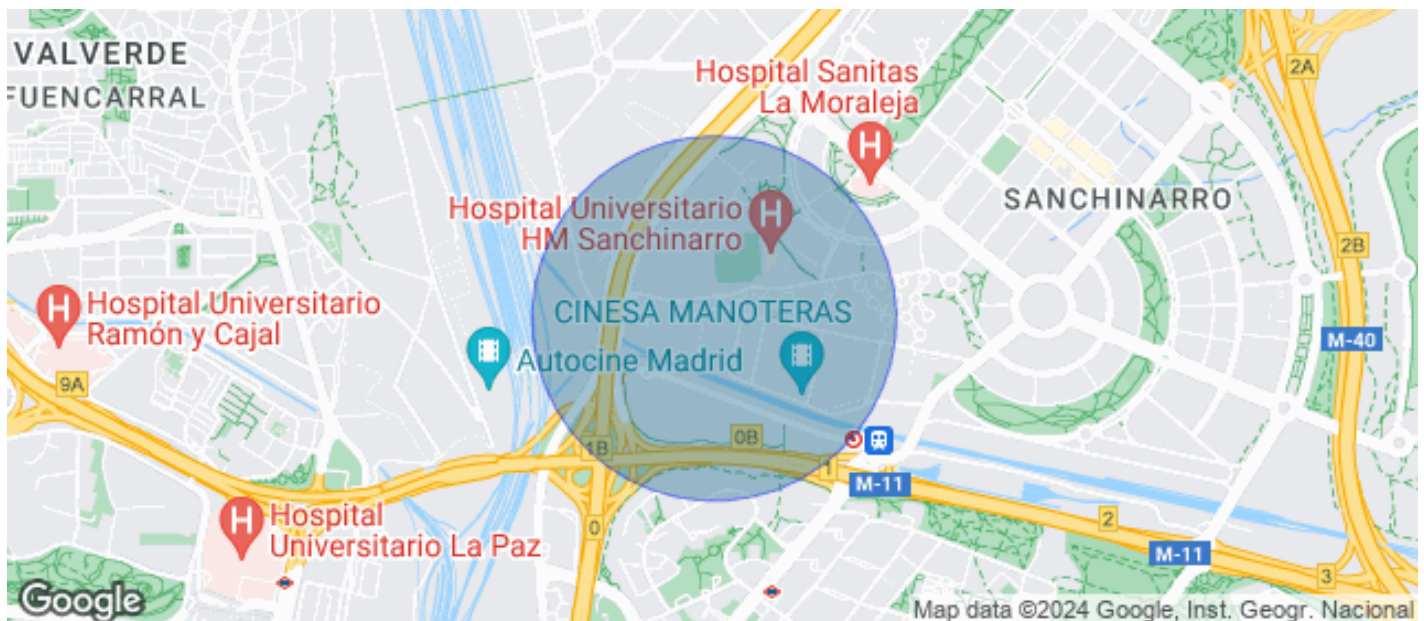 VALVERDE
FUENCARRAL
Hospital Sanitas
La Moraleja
2A
Hospital Universitario
HM Sanchinarro
SANCHINARRO
2B
Hospital Universitario
Ramón y Cajal
CINESA MANOTERAS
Autocine Madrid
M-40
9A
1B
0B
1
M-11
Hospital
Universitario La Paz
0
2
M-11
3
Google
Map data ©2024 Google, Inst. Geogr. Nacional
H
H
H
H